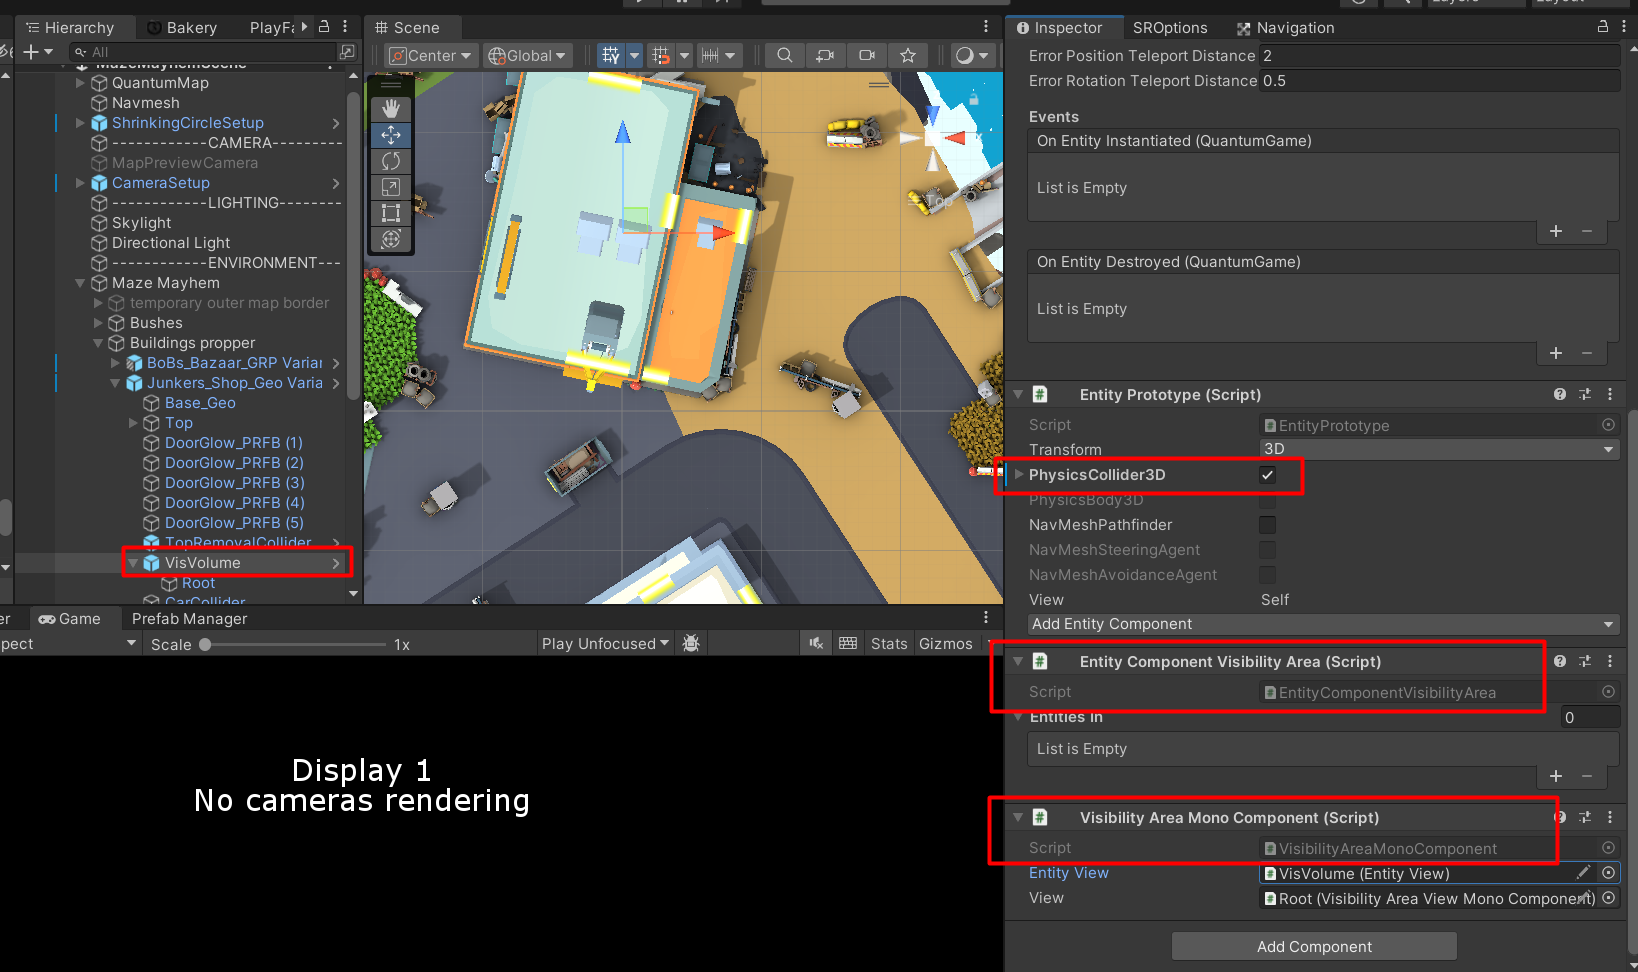 Hierarchy
Bakery
PlayFa
All
MazeMayhemScene
QuantumMap
Navmesh
ShrinkingCircleSetup
------------CAMERA---------
MapPreviewCamera
CameraSetup
------------LIGHTING--------
Skylight
Directional Light
------------ENVIRONMENT---
Maze Mayhem
temporary outer map border
Bushes
Buildings propper
BoBs_Bazaar_GRP Varian
Junkers_Shop_Geo Varia
Base_Geo
Top
DoorGlow_PRFB (1)
DoorGlow_PRFB (2)
DoorGlow_PRFB (3)
DoorGlow_PRFB (4)
DoorGlow_PRFB (5)
TopRemovalCollider
VisVolume
Root
CarCollider
Scene
Center
Global
Top
x
er
Game
Prefab Manager
pect
Scale
1x
Play Unfocused
Stats
Gizmos
Display 1
No cameras rendering
Layers
Layout
Inspector
SROptions
Navigation
Error Position Teleport Distance 2
Error Rotation Teleport Distance 0.5
Events
On Entity Instantiated (QuantumGame)
List is Empty
On Entity Destroyed (QuantumGame)
List is Empty
Entity Prototype (Script)
Script
EntityPrototype
Transform
3D
PhysicsCollider3D
PhysicsBody3D
NavMeshPathfinder
NavMeshSteeringAgent
NavMeshAvoidanceAgent
View
Self
Add Entity Component
Entity Component Visibility Area (Script)
Script
EntityComponentVisibilityArea
Entities In
0
List is Empty
Visibility Area Mono Component (Script)
Script
VisibilityAreaMonoComponent
Entity View
VisVolume (Entity View)
View
Root (Visibility Area View Mono Component)
Add Component